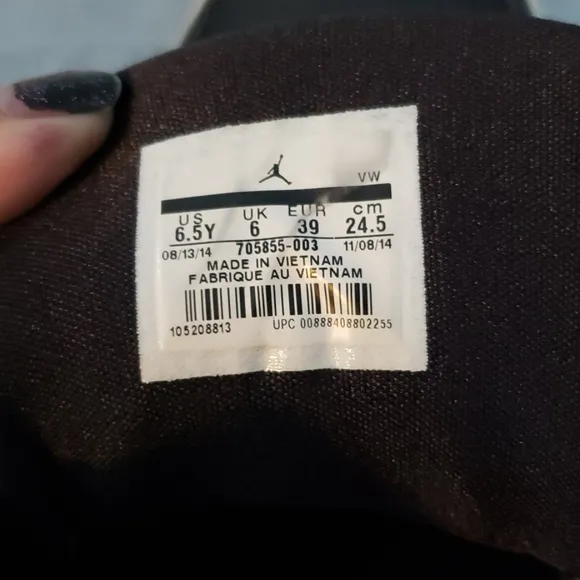 VW
US UK EUR cm
6.5Y 6 39 24.5
08/13/14 705855-003 11/08/14
MADE IN VIETNAM
FABRIQUE AU VIETNAM
105208813 UPC 00888408802255